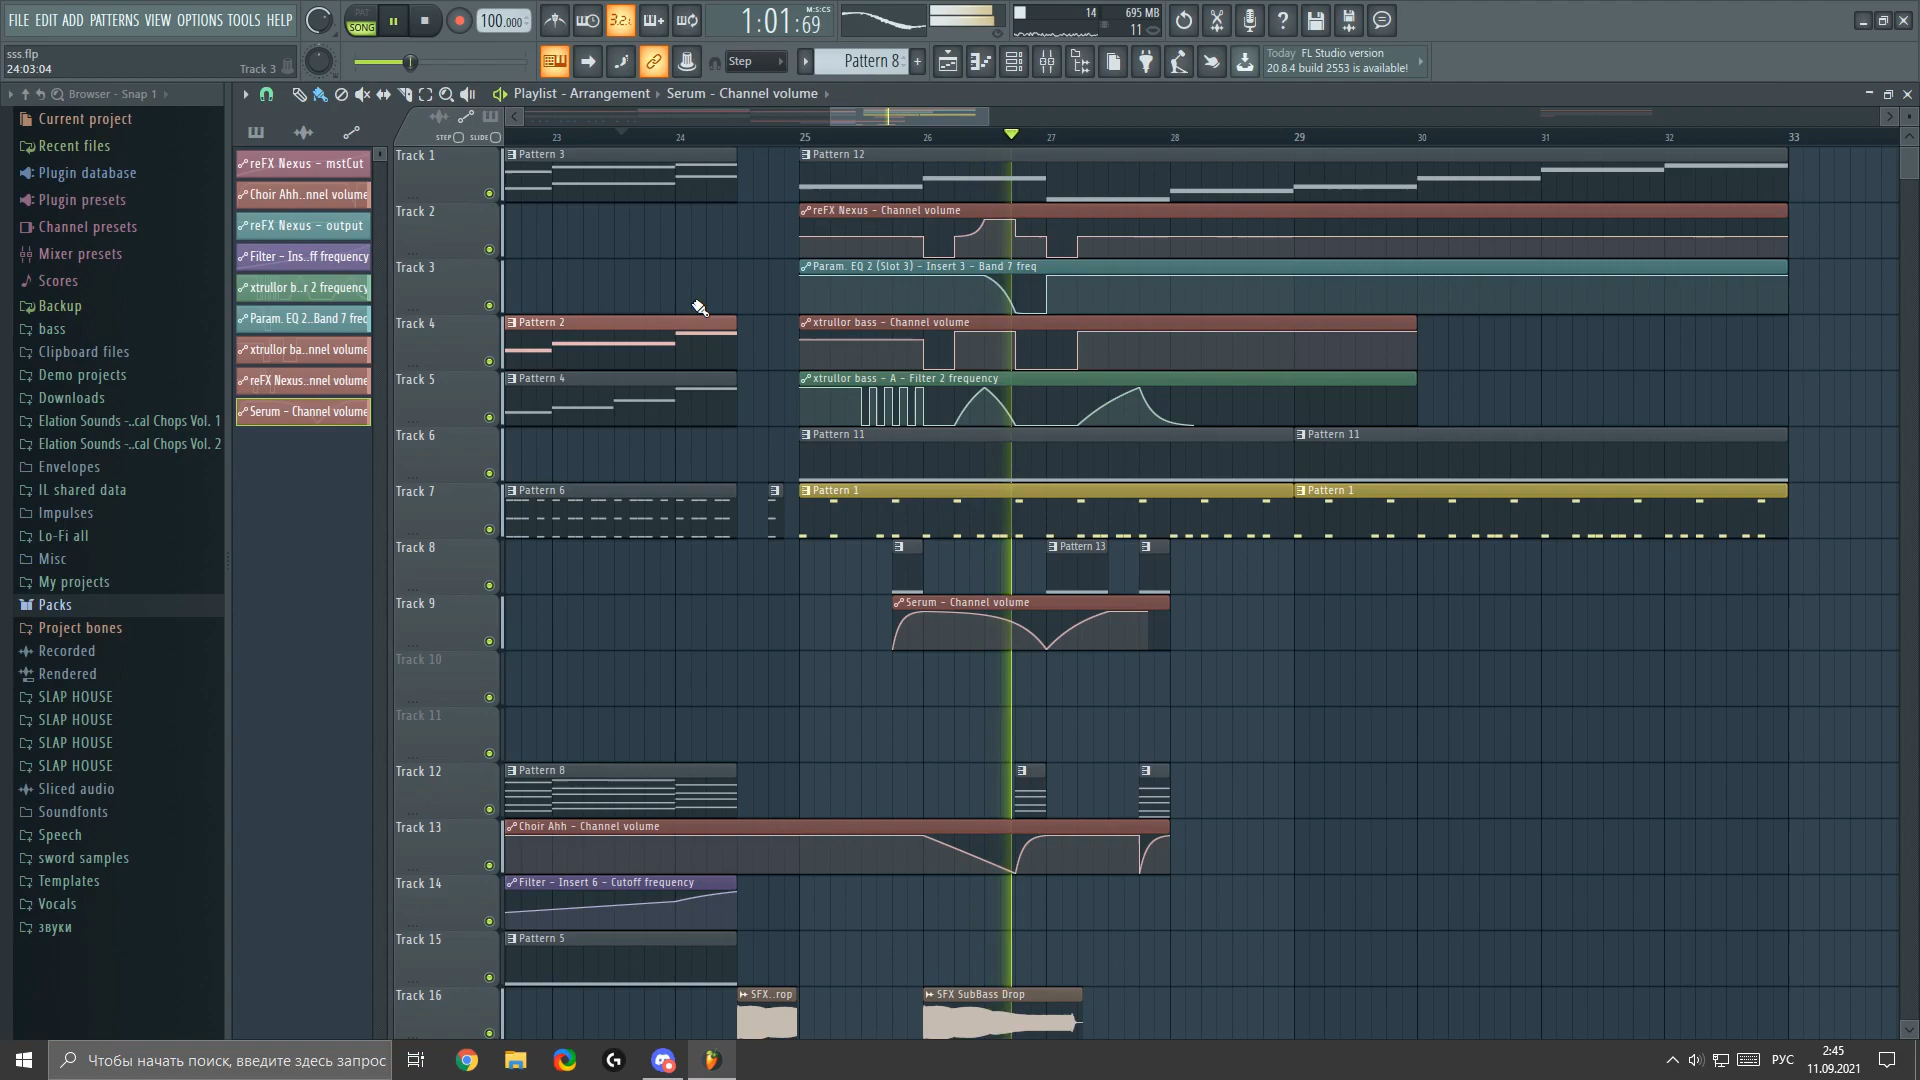 FILE EDIT ADD PATTERNS VIEW OPTIONS TOOLS HELP
PAT
SONG
100.000
3.2.
1:01:69
M:S:CS
14
695 MB
11
sss.flp
24:03:04
Track 3
Step
Pattern 8
Today FL Studio version
20.8.4 build 2553 is available!
Browser - Snap 1
Playlist - Arrangement › Serum - Channel volume
Current project
Recent files
Plugin database
Plugin presets
Channel presets
Mixer presets
Scores
Backup
bass
Clipboard files
Demo projects
Downloads
Elation Sounds -..cal Chops Vol. 1
Elation Sounds -..cal Chops Vol. 2
Envelopes
IL shared data
Impulses
Lo-Fi all
Misc
My projects
Packs
Project bones
Recorded
Rendered
SLAP HOUSE
SLAP HOUSE
SLAP HOUSE
SLAP HOUSE
Sliced audio
Soundfonts
Speech
sword samples
Templates
Vocals
звуки
reFX Nexus - mstCut
Choir Ahh..nnel volume
reFX Nexus - output
Filter - Ins..ff frequency
xtrullor b..r 2 frequency
Param. EQ 2..Band 7 freq
xtrullor ba..nnel volume
reFX Nexus..nnel volume
Serum - Channel volume
STEP
SLIDE
23 24 25 26 27 28 29 30 31 32 33
Track 1
Pattern 3
Pattern 12
Track 2
reFX Nexus - Channel volume
Track 3
Param. EQ 2 (Slot 3) - Insert 3 - Band 7 freq
Track 4
Pattern 2
xtrullor bass - Channel volume
Track 5
Pattern 4
xtrullor bass - A - Filter 2 frequency
Track 6
Pattern 11
Pattern 11
Track 7
Pattern 6
Pattern 1
Pattern 1
Track 8
Pattern 13
Track 9
Serum - Channel volume
Track 10
Track 11
Track 12
Pattern 8
Track 13
Choir Ahh - Channel volume
Track 14
Filter - Insert 6 - Cutoff frequency
Track 15
Pattern 5
Track 16
SFX..rop
SFX SubBass Drop
Чтобы начать поиск, введите здесь запрос
РУС
2:45
11.09.2021